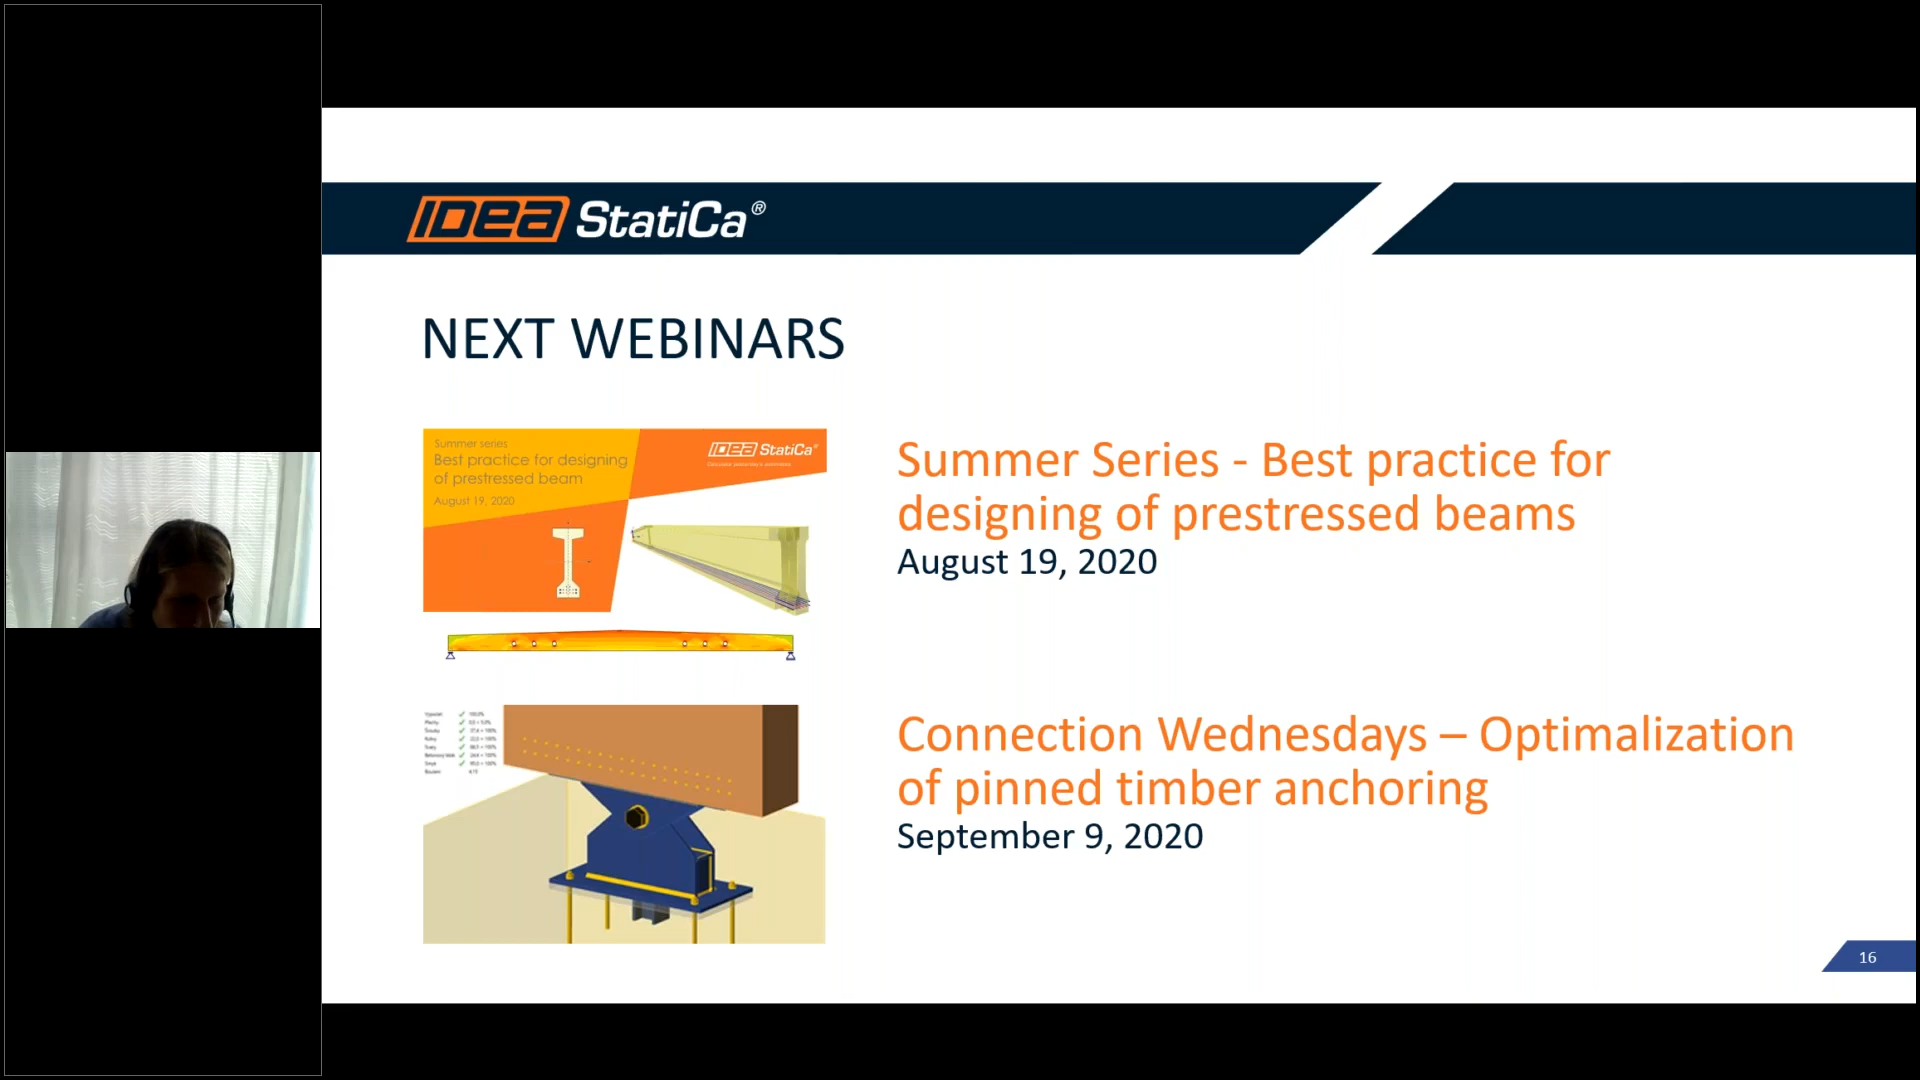 IDEA StatiCa®
NEXT WEBINARS
Summer series
Best practice for designing
of prestressed beam
August 19, 2020
IDEA StatiCa®
Summer Series - Best practice for
designing of prestressed beams
August 19, 2020
Connection Wednesdays – Optimalization
of pinned timber anchoring
September 9, 2020
16